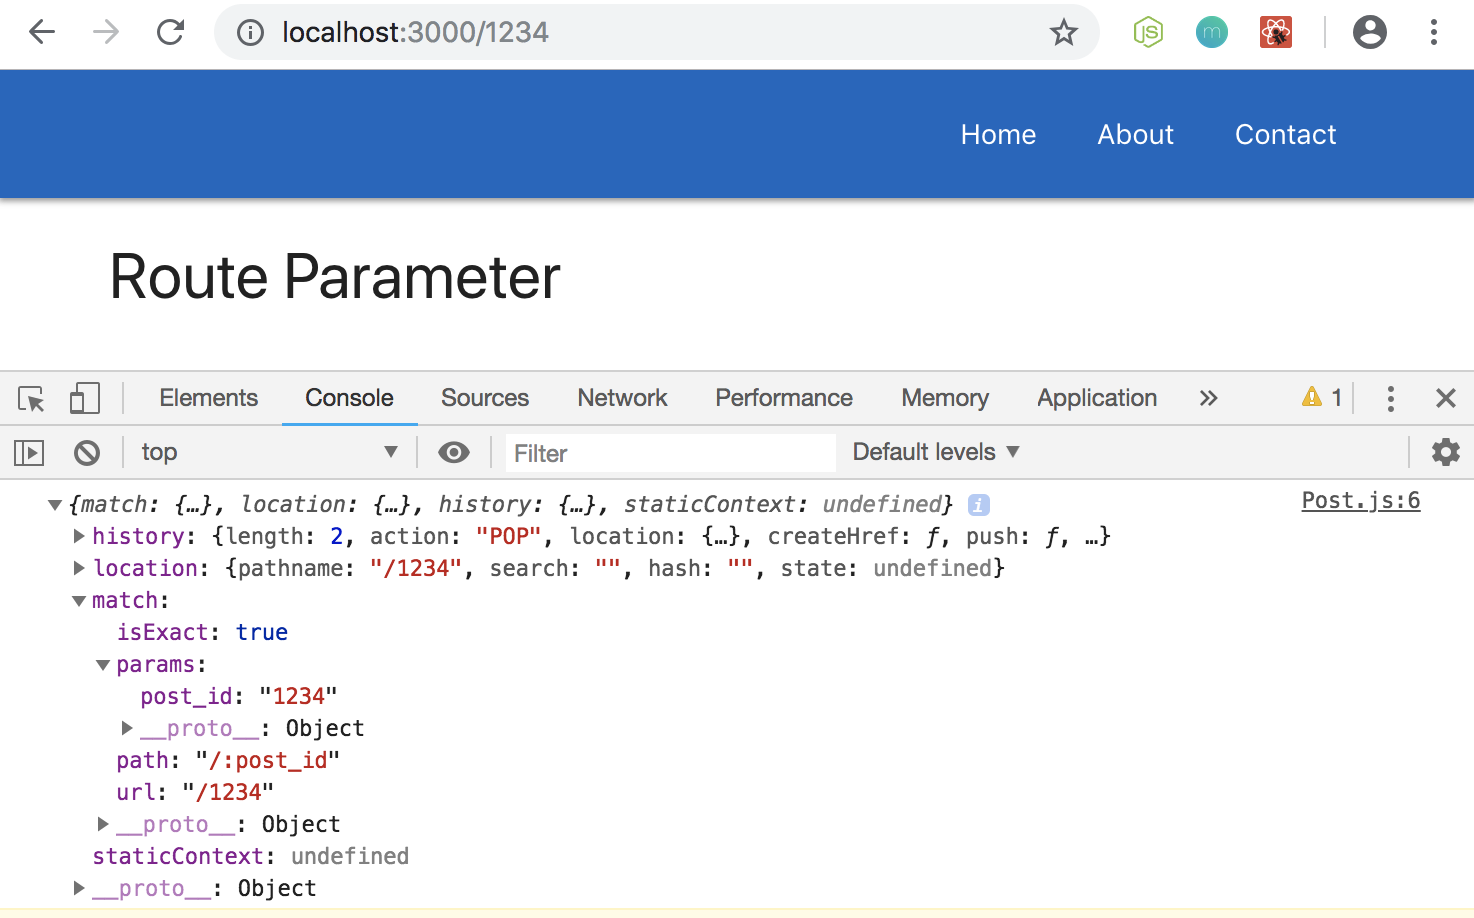 localhost:3000/1234
JS
m
Home About Contact
Route Parameter
Elements Console Sources Network Performance Memory Application » 1
top Filter Default levels
{match: {…}, location: {…}, history: {…}, staticContext: undefined} i Post.js:6
history: {length: 2, action: "POP", location: {…}, createHref: ƒ, push: ƒ, …}
location: {pathname: "/1234", search: "", hash: "", state: undefined}
match:
isExact: true
params:
post_id: "1234"
__proto__: Object
path: "/:post_id"
url: "/1234"
__proto__: Object
staticContext: undefined
__proto__: Object